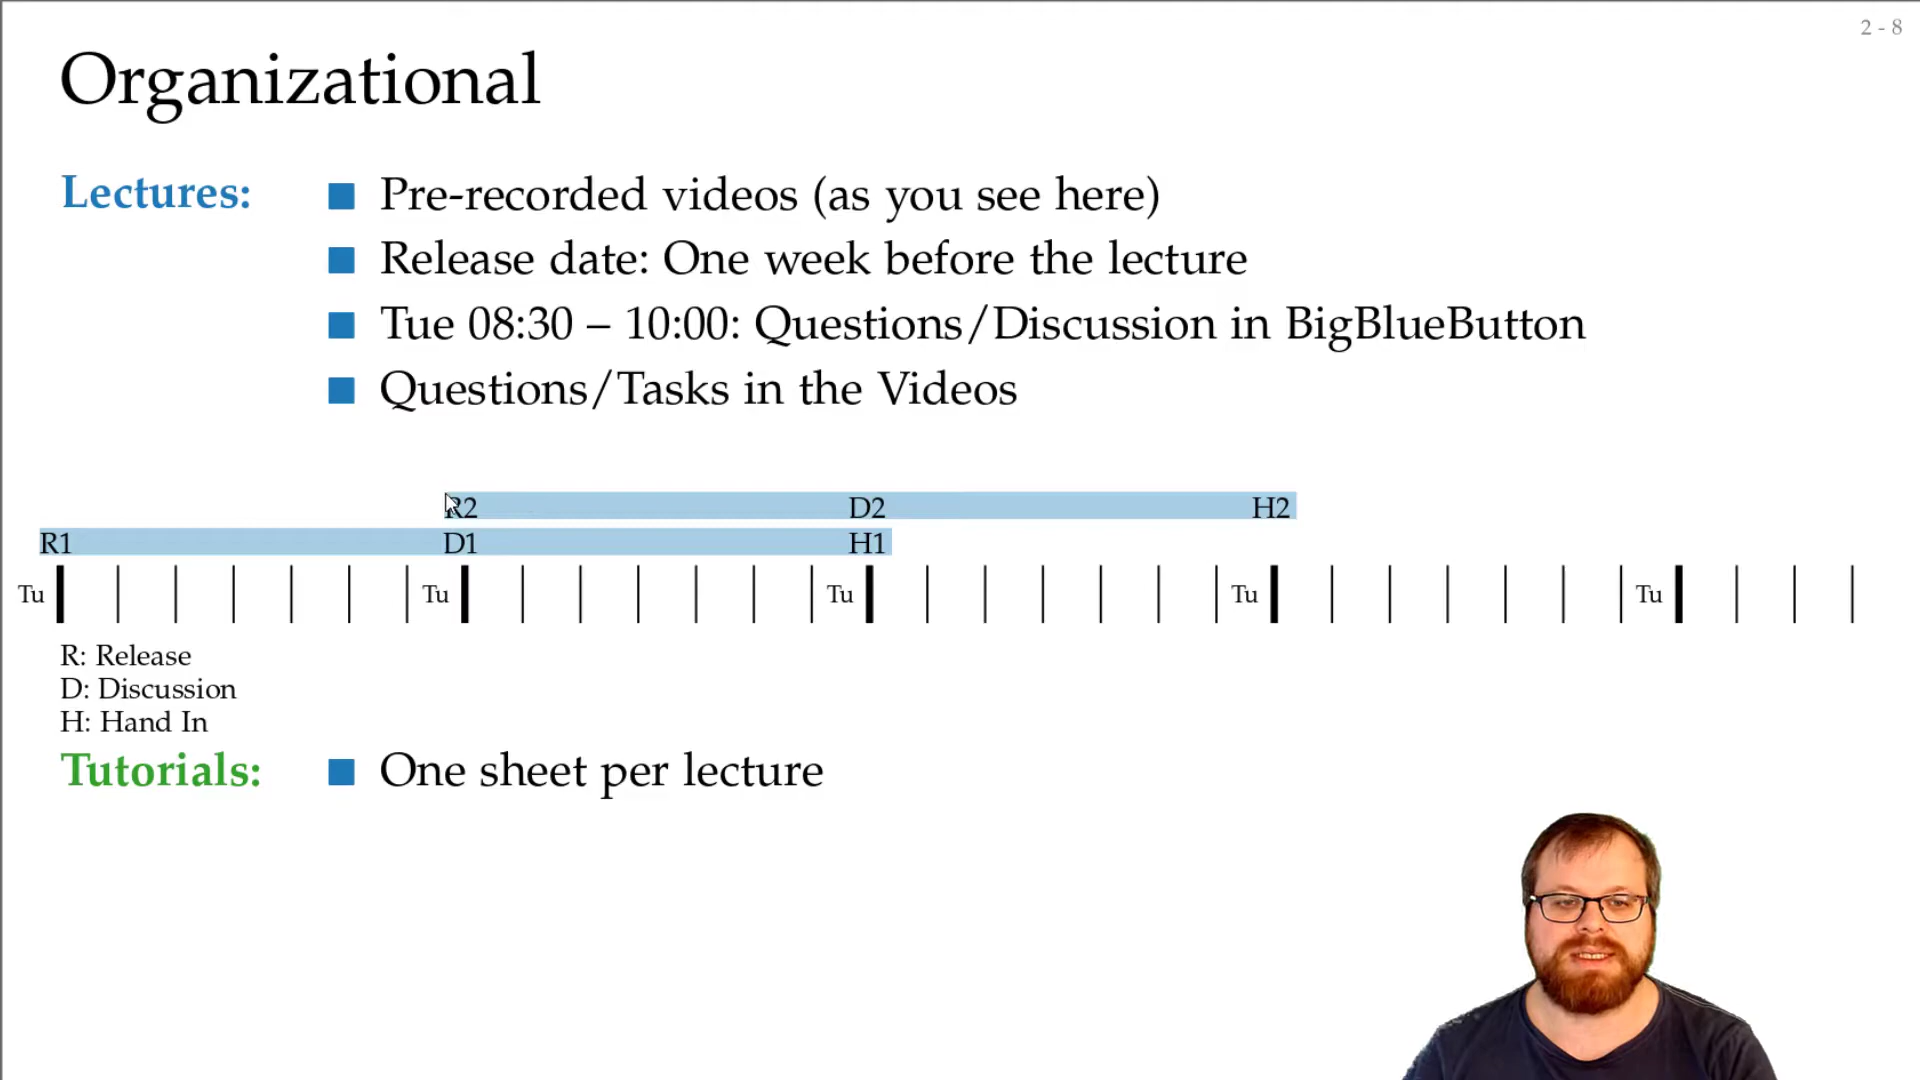 2 - 8
Organizational
Lectures:
Pre-recorded videos (as you see here)
Release date: One week before the lecture
Tue 08:30 – 10:00: Questions/Discussion in BigBlueButton
Questions/Tasks in the Videos
R2 D2 H2
R1 D1 H1
Tu Tu Tu Tu Tu
R: Release
D: Discussion
H: Hand In
Tutorials:
One sheet per lecture